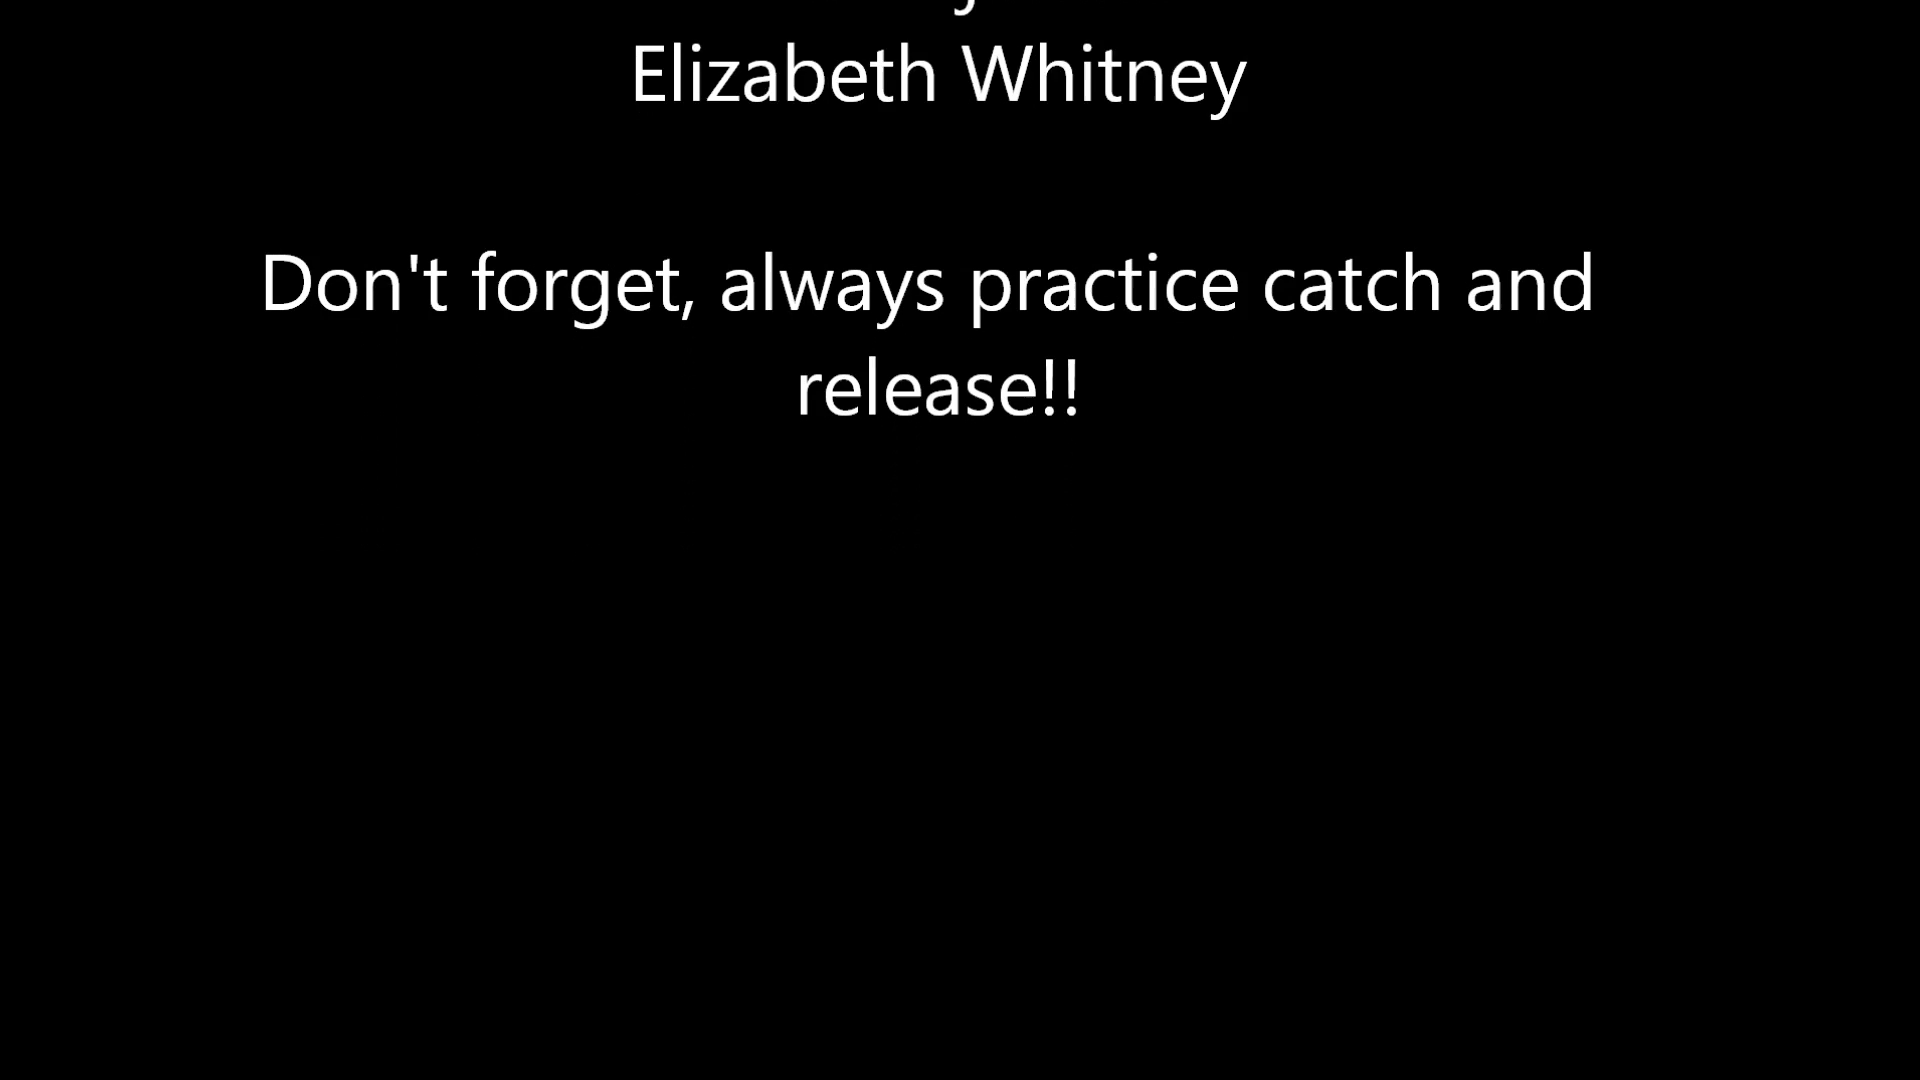 Elizabeth Whitney
Don't forget, always practice catch and
release!!